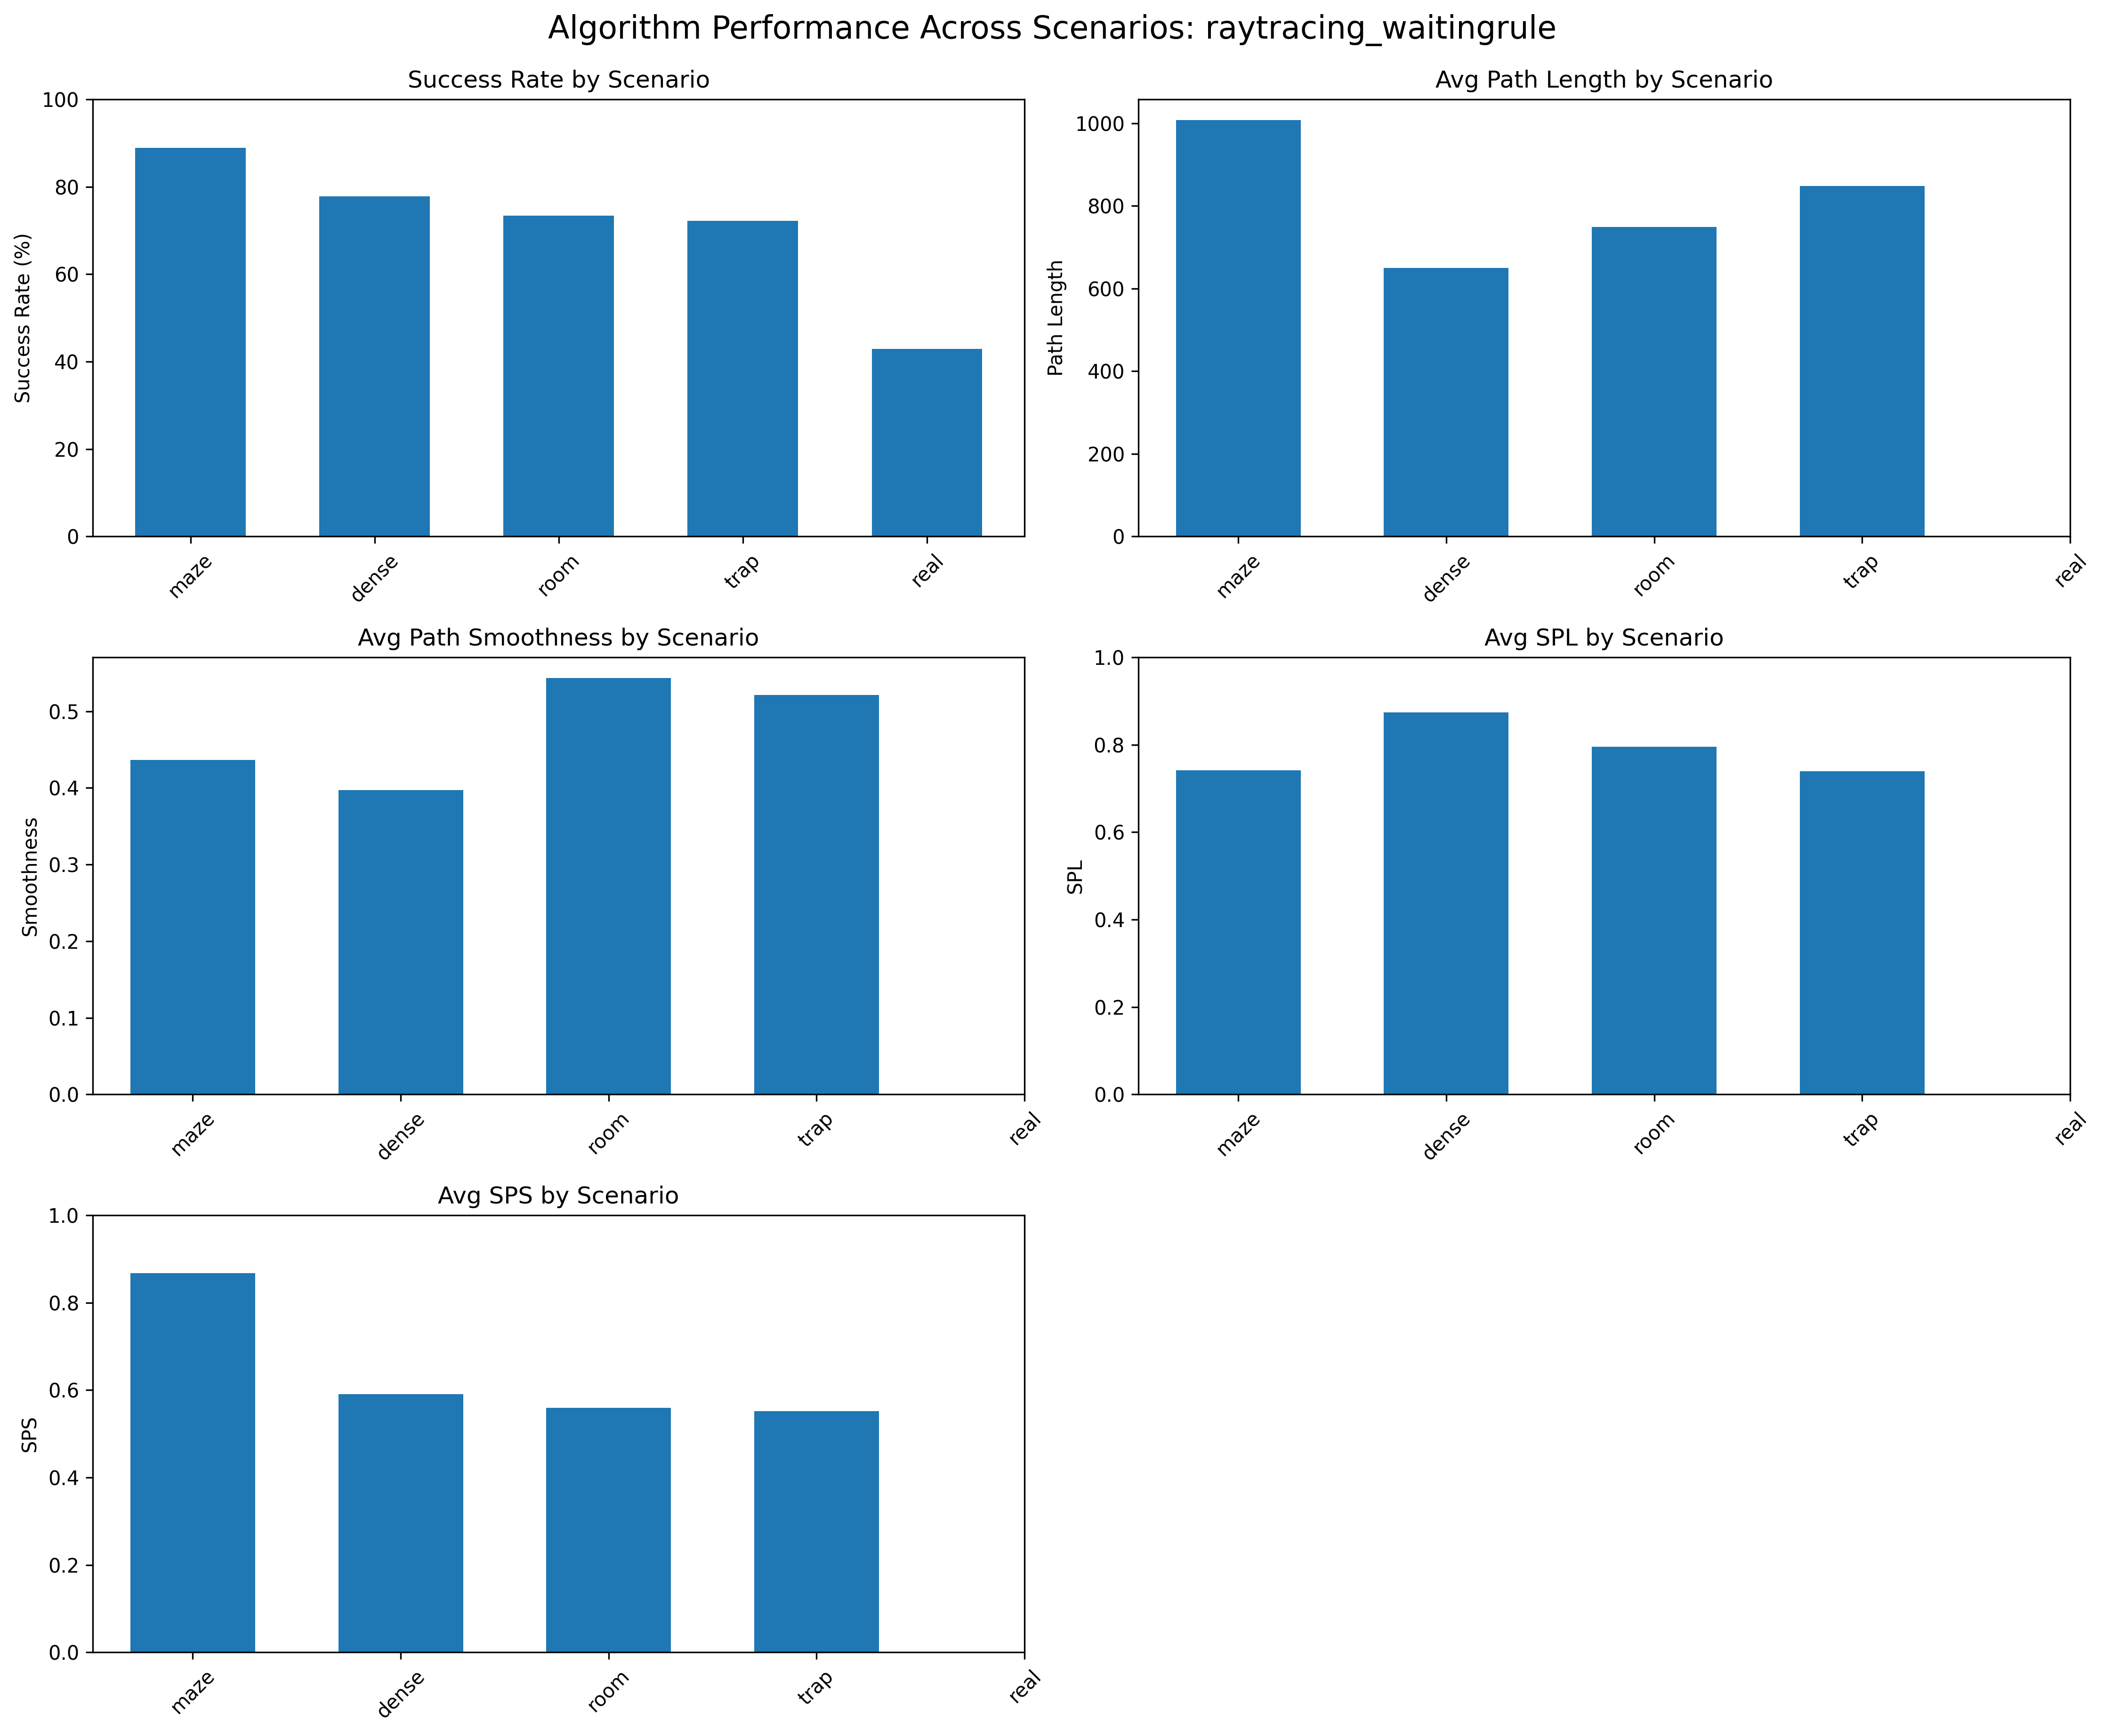 Algorithm Performance Across Scenarios: raytracing_waitingrule
Success Rate by Scenario
100
80
60
40
20
0
Success Rate (%)
maze
dense
room
trap
real
Avg Path Length by Scenario
1000
800
600
400
200
0
Path Length
maze
dense
room
trap
real
Avg Path Smoothness by Scenario
0.5
0.4
0.3
0.2
0.1
0.0
Smoothness
maze
dense
room
trap
real
Avg SPL by Scenario
1.0
0.8
0.6
0.4
0.2
0.0
SPL
maze
dense
room
trap
real
Avg SPS by Scenario
1.0
0.8
0.6
0.4
0.2
0.0
SPS
maze
dense
room
trap
real